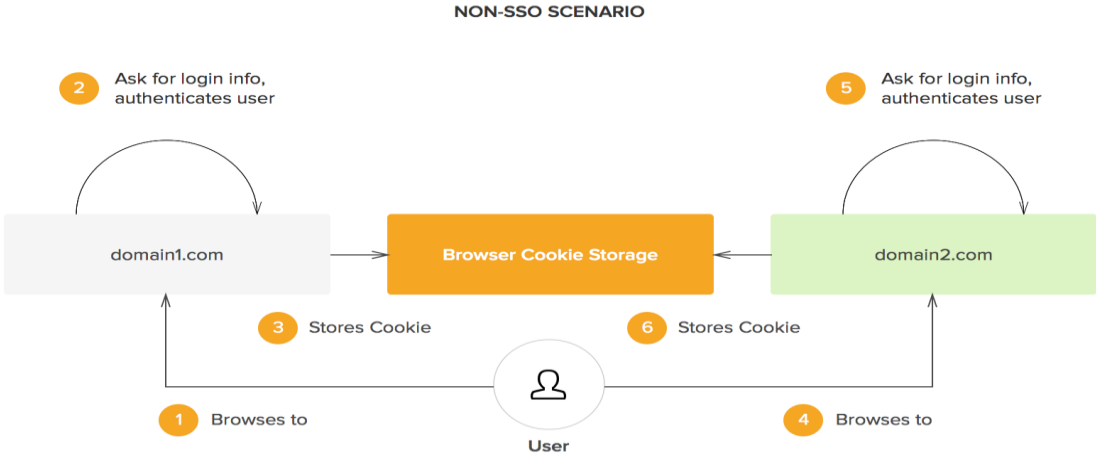 NON-SSO SCENARIO
2
Ask for login info,
authenticates user
5
Ask for login info,
authenticates user
domain1.com
Browser Cookie Storage
domain2.com
3
Stores Cookie
6
Stores Cookie
1
Browses to
4
Browses to
User